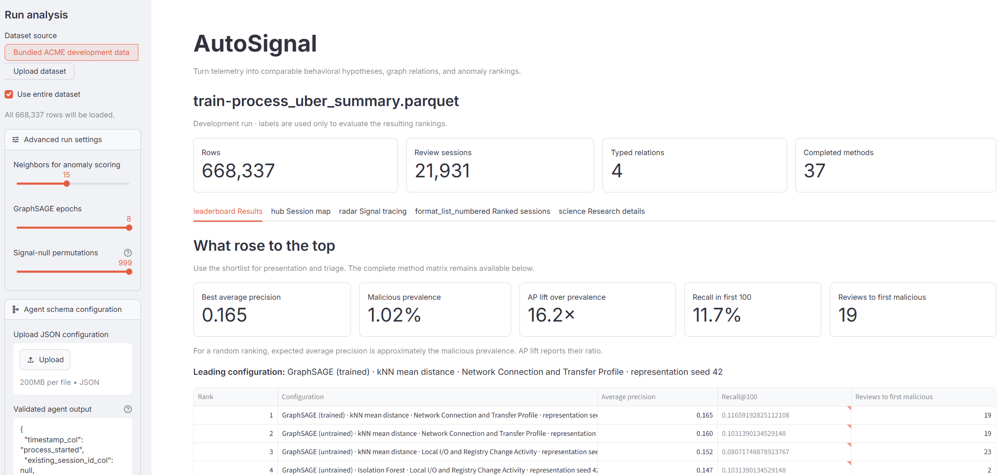 Run analysis
Dataset source
Bundled ACME development data
Upload dataset
Use entire dataset
All 668,337 rows will be loaded.
Advanced run settings
Neighbors for anomaly scoring
15
GraphSAGE epochs
8
Signal-null permutations
999
Agent schema configuration
Upload JSON configuration
Upload
200MB per file • JSON
Validated agent output
{
"timestamp_col":
"process_started",
"existing_session_id_col":
null,
AutoSignal
Turn telemetry into comparable behavioral hypotheses, graph relations, and anomaly rankings.
train-process_uber_summary.parquet
Development run · labels are used only to evaluate the resulting rankings.
Rows
668,337
Review sessions
21,931
Typed relations
4
Completed methods
37
leaderboard Results
hub Session map
radar Signal tracing
format_list_numbered Ranked sessions
science Research details
What rose to the top
Use the shortlist for presentation and triage. The complete method matrix remains available below.
Best average precision
0.165
Malicious prevalence
1.02%
AP lift over prevalence
16.2×
Recall in first 100
11.7%
Reviews to first malicious
19
For a random ranking, expected average precision is approximately the malicious prevalence. AP lift reports their ratio.
Leading configuration: GraphSAGE (trained) · kNN mean distance · Network Connection and Transfer Profile · representation seed 42
Rank Configuration Average precision Recall@100 Reviews to first malicious
1 GraphSAGE (trained) · kNN mean distance · Network Connection and Transfer Profile · representation see 0.165 0.11659192825112108 19
2 GraphSAGE (untrained) · kNN mean distance · Network Connection and Transfer Profile · representation 0.160 0.1031390134529148 19
3 GraphSAGE (untrained) · kNN mean distance · Local I/O and Registry Change Activity · representation see 0.152 0.08071748878923767 23
4 GraphSAGE (untrained) · Isolation Forest · Local I/O and Registry Change Activity · representation seed 42 0.147 0.1031390134529148 2